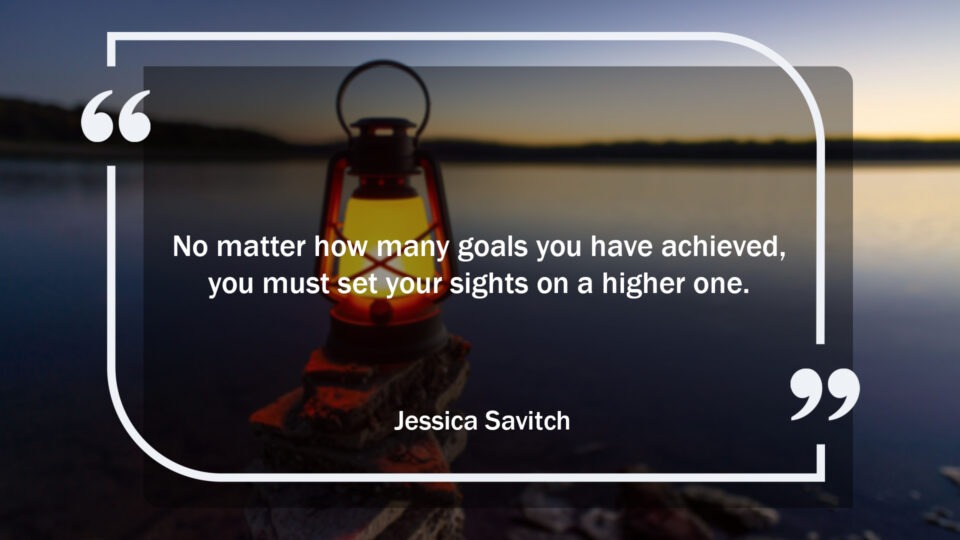 “
No matter how many goals you have achieved,
you must set your sights on a higher one.
”
Jessica Savitch